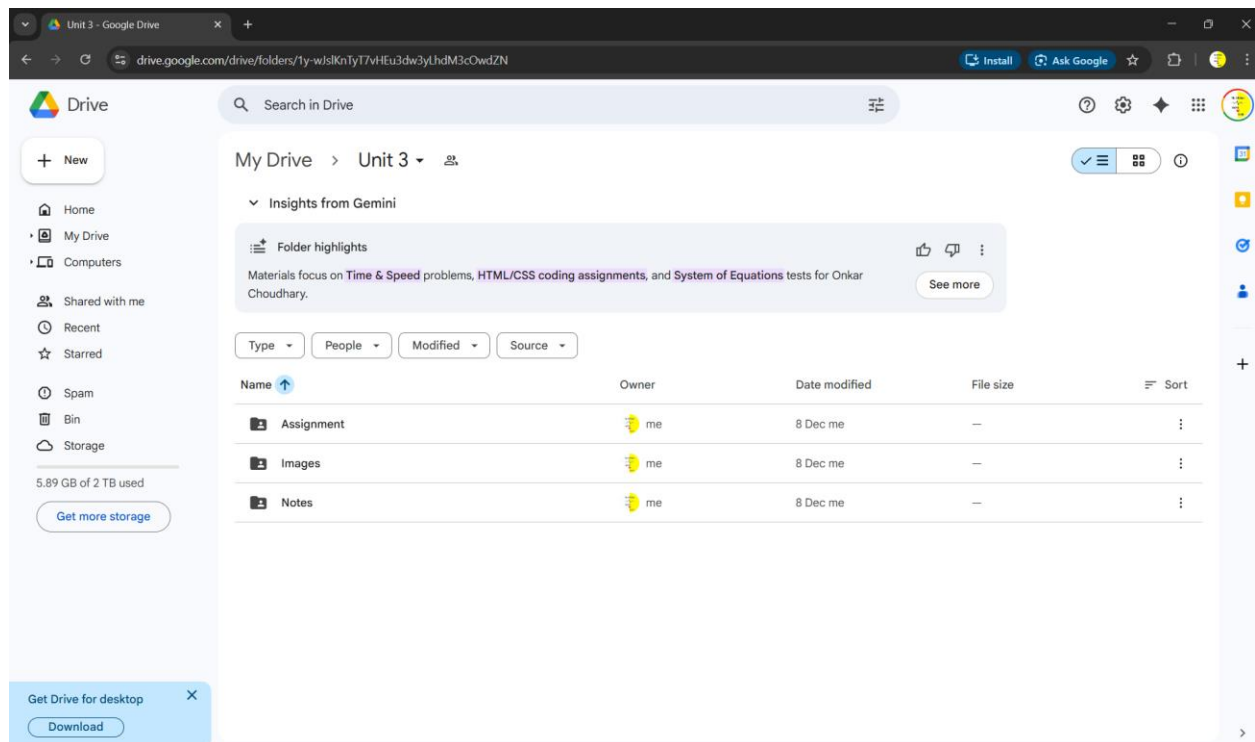 Unit 3 - Google Drive
drive.google.com/drive/folders/1y-wJslKnTyT7vHEu3dw3yLhdM3cOwdZN
Install
Ask Google
Drive
Search in Drive
New
Home
My Drive
Computers
Shared with me
Recent
Starred
Spam
Bin
Storage
5.89 GB of 2 TB used
Get more storage
Get Drive for desktop
Download
My Drive > Unit 3
Insights from Gemini
Folder highlights
Materials focus on Time & Speed problems, HTML/CSS coding assignments, and System of Equations tests for Onkar
Choudhary.
See more
Type People Modified Source
Name Owner Date modified File size Sort
Assignment me 8 Dec me —
Images me 8 Dec me —
Notes me 8 Dec me —